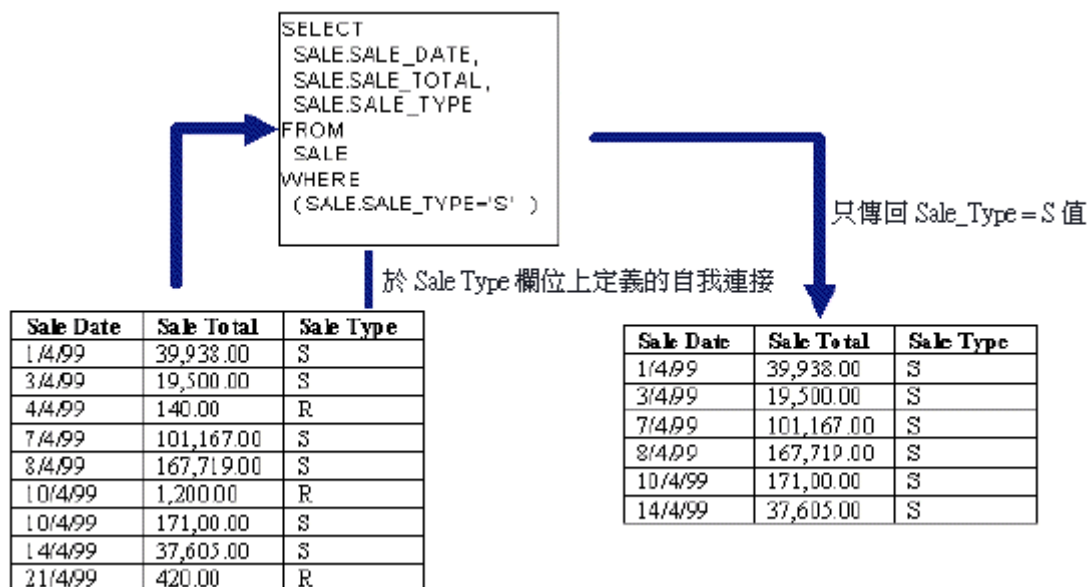 SELECT
SALE.SALE_DATE,
SALE.SALE_TOTAL,
SALE.SALE_TYPE
FROM
SALE
WHERE
(SALE.SALE_TYPE='S' )
只傳回 Sale_Type = S 值
於 Sale Type 欄位上定義的自我連接
Sale Date Sale Total Sale Type
1/4/99 39,938.00 S
3/4/99 19,500.00 S
4/4/99 140.00 R
7/4/99 101,167.00 S
8/4/99 167,719.00 S
10/4/99 1,200.00 R
10/4/99 171,00.00 S
14/4/99 37,605.00 S
21/4/99 420.00 R
Sale Date Sale Total Sale Type
1/4/99 39,938.00 S
3/4/99 19,500.00 S
7/4/99 101,167.00 S
8/4/99 167,719.00 S
10/4/99 171,00.00 S
14/4/99 37,605.00 S